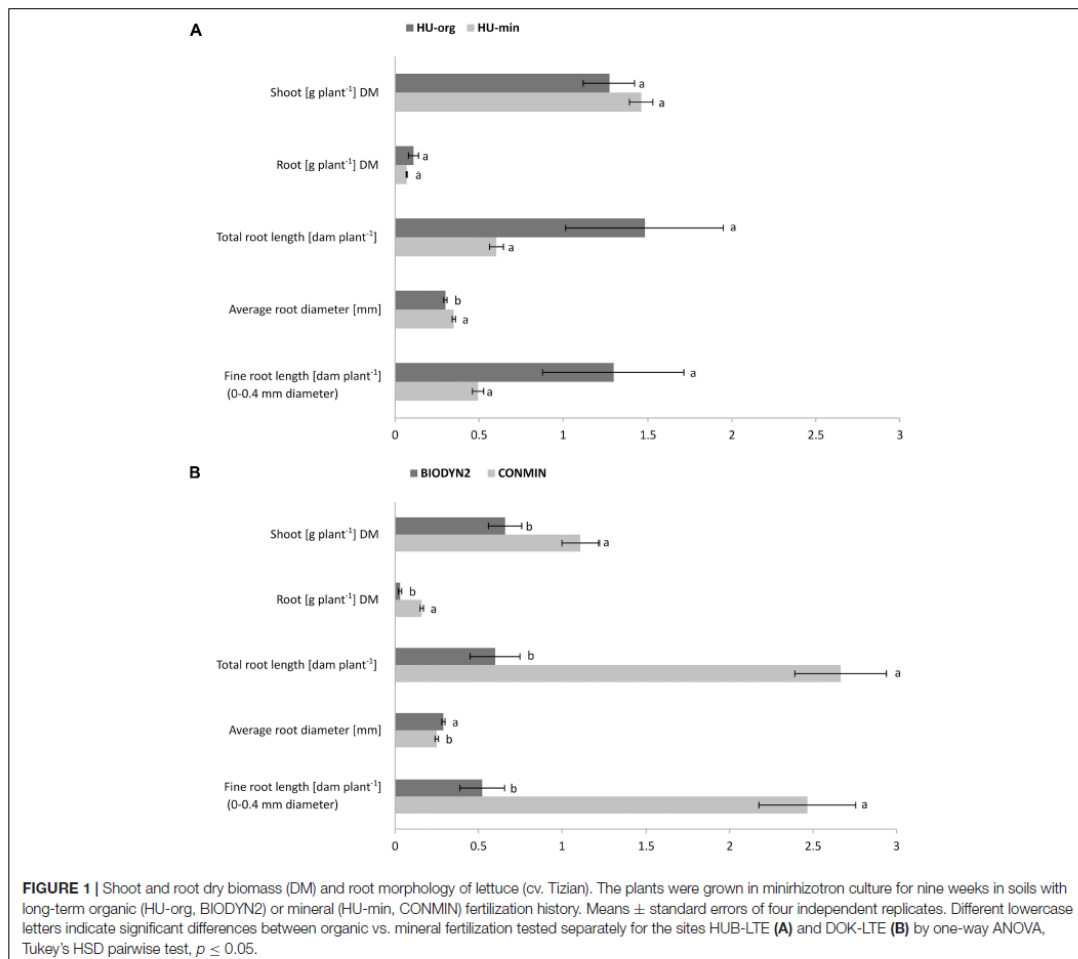 A
HU-org HU-min
Shoot [g plant⁻¹] DM
a
a
Root [g plant⁻¹] DM
a
a
Total root length [dam plant⁻¹]
a
a
Average root diameter [mm]
b
a
Fine root length [dam plant⁻¹]
(0-0.4 mm diameter)
a
a
0 0.5 1 1.5 2 2.5 3
B
BIODYN2 CONMIN
Shoot [g plant⁻¹] DM
b
a
Root [g plant⁻¹] DM
b
a
Total root length [dam plant⁻¹]
b
a
Average root diameter [mm]
a
b
Fine root length [dam plant⁻¹]
(0-0.4 mm diameter)
b
a
0 0.5 1 1.5 2 2.5 3
FIGURE 1 | Shoot and root dry biomass (DM) and root morphology of lettuce (cv. Tizian). The plants were grown in minirhizotron culture for nine weeks in soils with
long-term organic (HU-org, BIODYN2) or mineral (HU-min, CONMIN) fertilization history. Means ± standard errors of four independent replicates. Different lowercase
letters indicate significant differences between organic vs. mineral fertilization tested separately for the sites HUB-LTE (A) and DOK-LTE (B) by one-way ANOVA,
Tukey's HSD pairwise test, p ≤ 0.05.